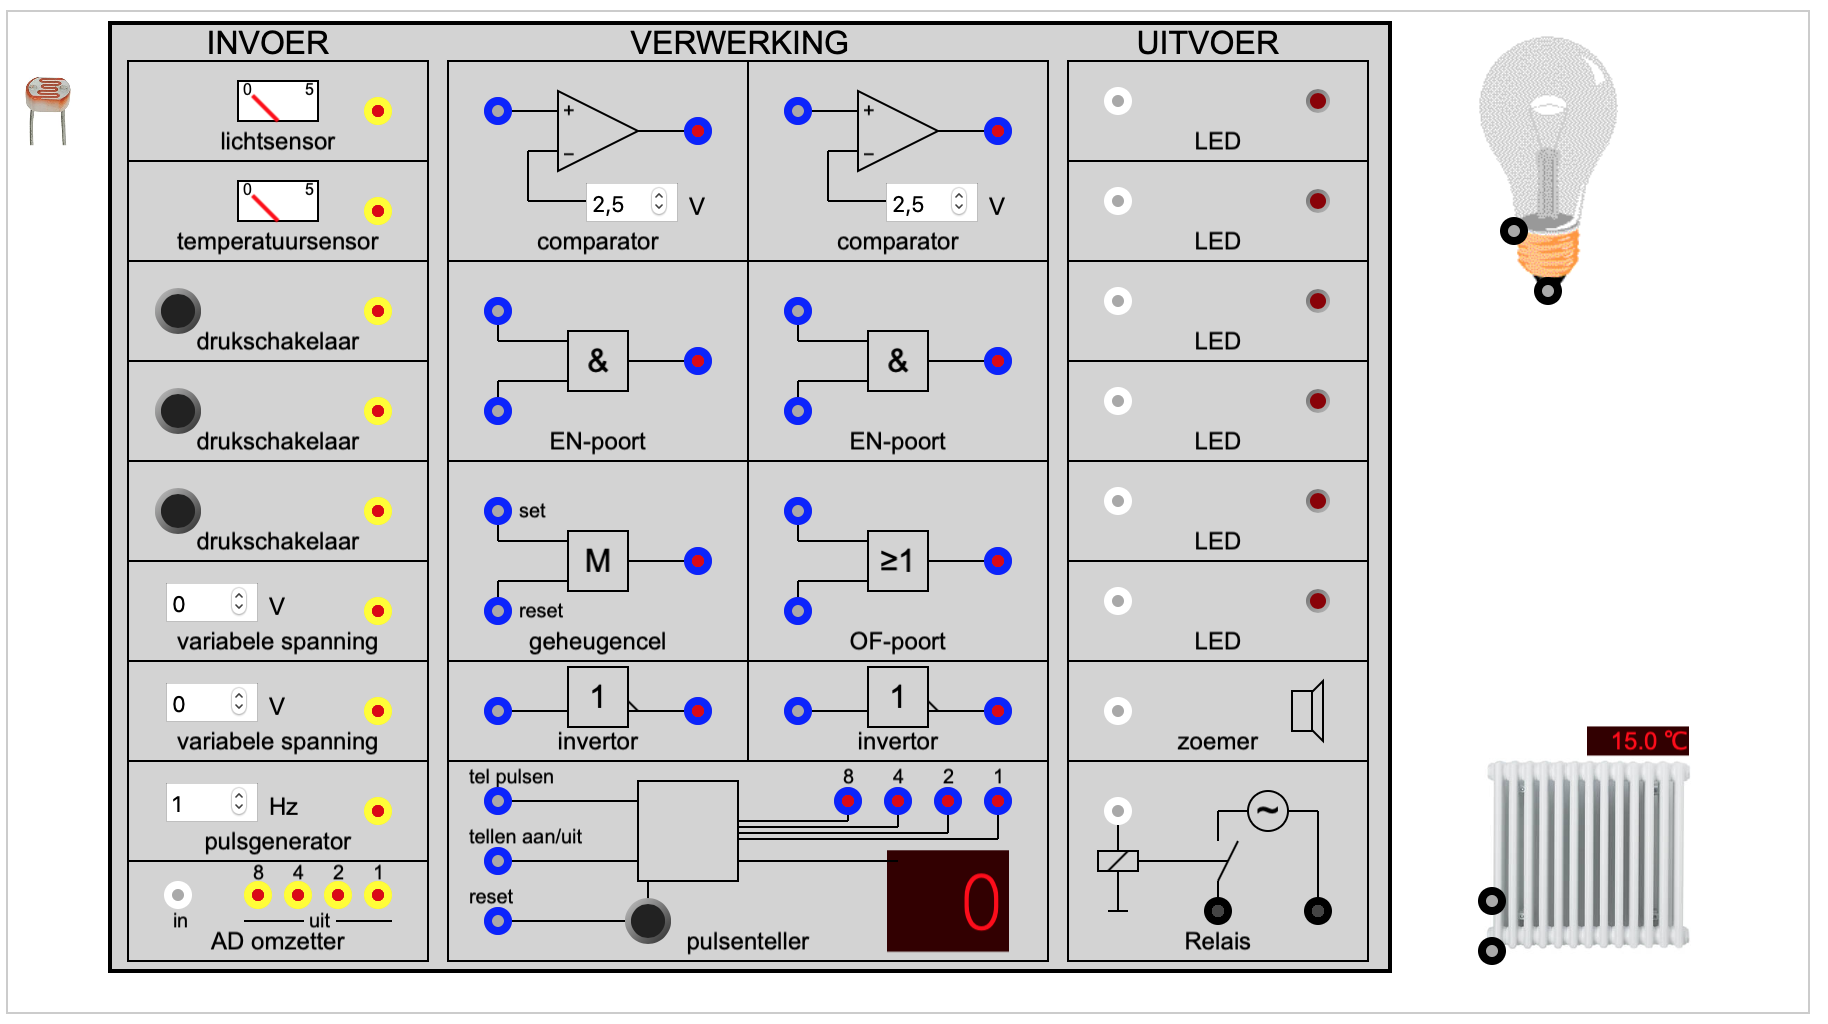 INVOER
0 5
lichtsensor
0 5
temperatuursensor
drukschakelaar
drukschakelaar
drukschakelaar
0 V
variabele spanning
0 V
variabele spanning
1 Hz
pulsgenerator
8 4 2 1
in uit
AD omzetter
VERWERKING
+
−
2,5 V
comparator
+
−
2,5 V
comparator
&
EN-poort
&
EN-poort
set
M
reset
geheugencel
≥1
OF-poort
1
invertor
1
invertor
tel pulsen
8 4 2 1
tellen aan/uit
reset
0
pulsenteller
UITVOER
LED
LED
LED
LED
LED
LED
zoemer
~
Relais
15.0 °C